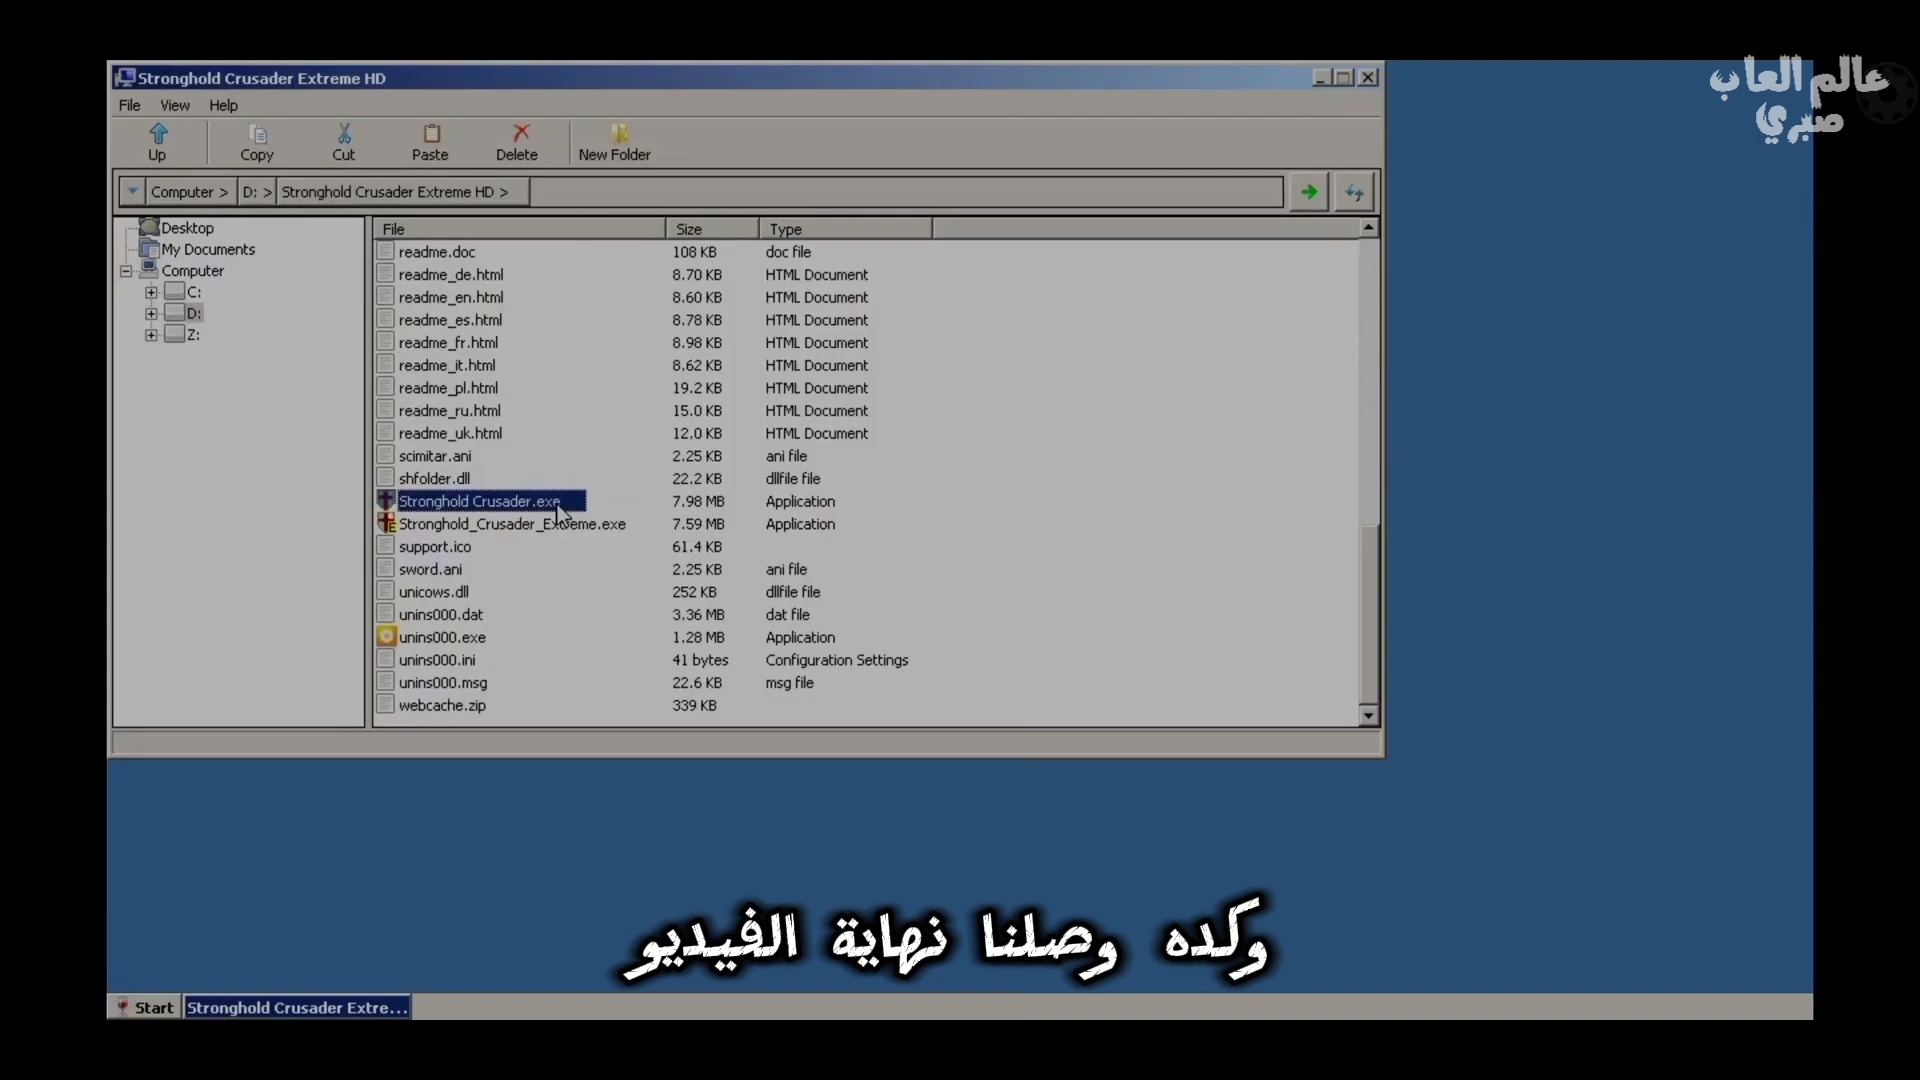 Stronghold Crusader Extreme HD
عالم العاب
صبري
File View Help
Up Copy Cut Paste Delete New Folder
Computer > D: > Stronghold Crusader Extreme HD >
Desktop
My Documents
Computer
C:
D:
Z:
File Size Type
readme.doc 108 KB doc file
readme_de.html 8.70 KB HTML Document
readme_en.html 8.60 KB HTML Document
readme_es.html 8.78 KB HTML Document
readme_fr.html 8.98 KB HTML Document
readme_it.html 8.62 KB HTML Document
readme_pl.html 19.2 KB HTML Document
readme_ru.html 15.0 KB HTML Document
readme_uk.html 12.0 KB HTML Document
scimitar.ani 2.25 KB ani file
shfolder.dll 22.2 KB dllfile file
Stronghold Crusader.exe 7.98 MB Application
Stronghold_Crusader_Extreme.exe 7.59 MB Application
support.ico 61.4 KB
sword.ani 2.25 KB ani file
unicows.dll 252 KB dllfile file
unins000.dat 3.36 MB dat file
unins000.exe 1.28 MB Application
unins000.ini 41 bytes Configuration Settings
unins000.msg 22.6 KB msg file
webcache.zip 339 KB
وكده وصلنا نهاية الفيديو
Start Stronghold Crusader Extre...